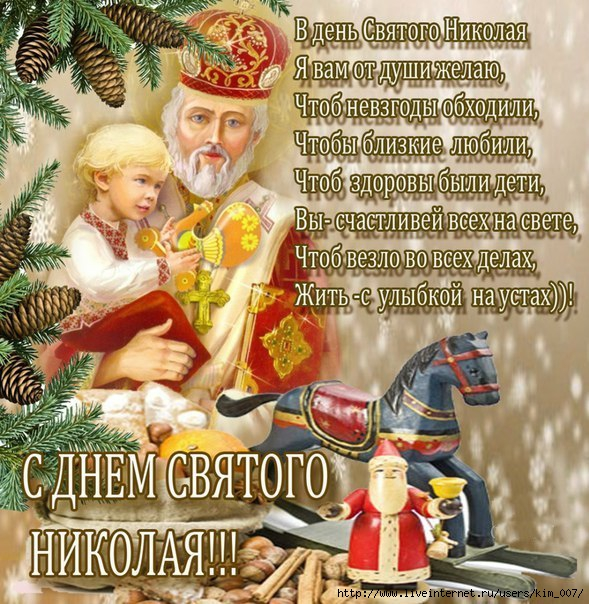 В день Святого Николая
Я вам от души желаю,
Чтоб невзгоды обходили,
Чтобы близкие любили,
Чтоб здоровы были дети,
Вы- счастливей всех на свете,
Чтоб везло во всех делах,
Жить -с улыбкой на устах))!
С ДНЕМ СВЯТОГО
НИКОЛАЯ!!!
http://www.liveinternet.ru/users/kim_007/